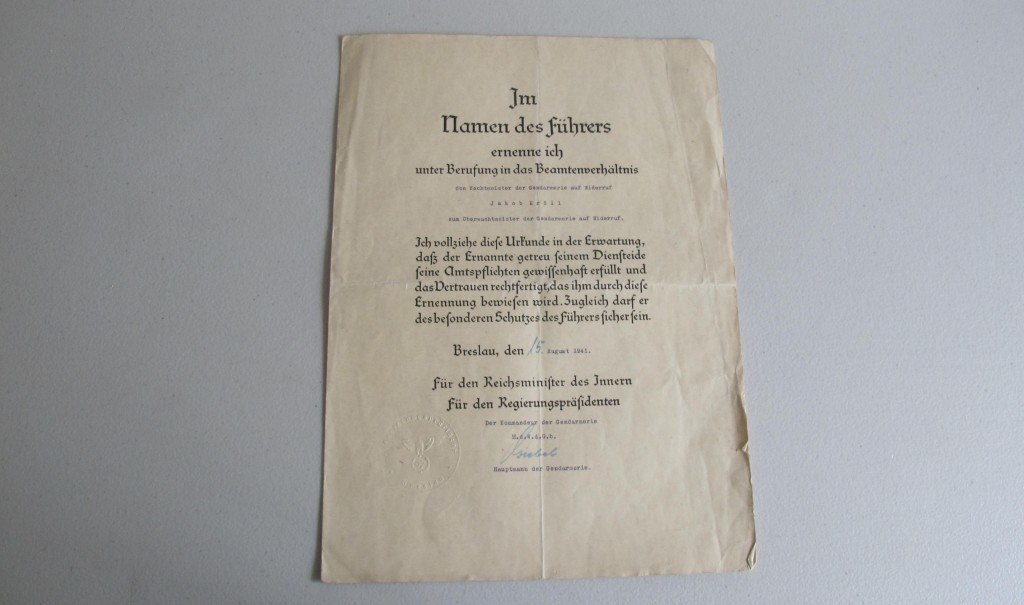 Im
Namen des Führers
ernenne ich
unter Berufung in das Beamtenverhältnis
den Wachtmeister der Gendarmerie auf Widerruf
Jakob
zum Oberwachtmeister der Gendarmerie auf Widerruf.
Ich vollziehe diese Urkunde in der Erwartung,
daß der Ernannte getreu seinem Diensteide
seine Amtspflichten gewissenhaft erfüllt und
das Vertrauen rechtfertigt, das ihm durch diese
Ernennung bewiesen wird. Zugleich darf er
des besonderen Schutzes des Führers sicher sein.
Breslau, den 15. August 1941.
Für den Reichsminister des Innern
Für den Regierungspräsidenten
Der Kommandeur der Gendarmerie
Hauptmann der Gendarmerie.